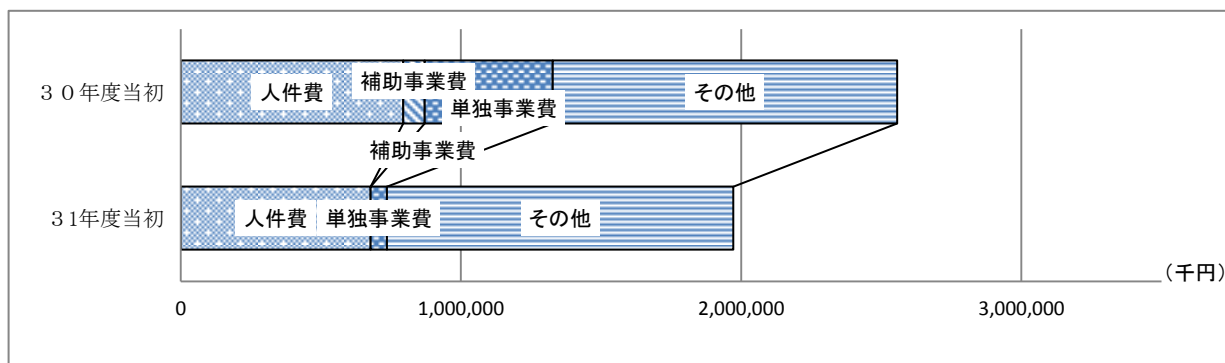 ３０年度当初
人件費
補助事業費
単独事業費
その他
補助事業費
３1年度当初
人件費
単独事業費
その他
（千円）
0
1,000,000
2,000,000
3,000,000